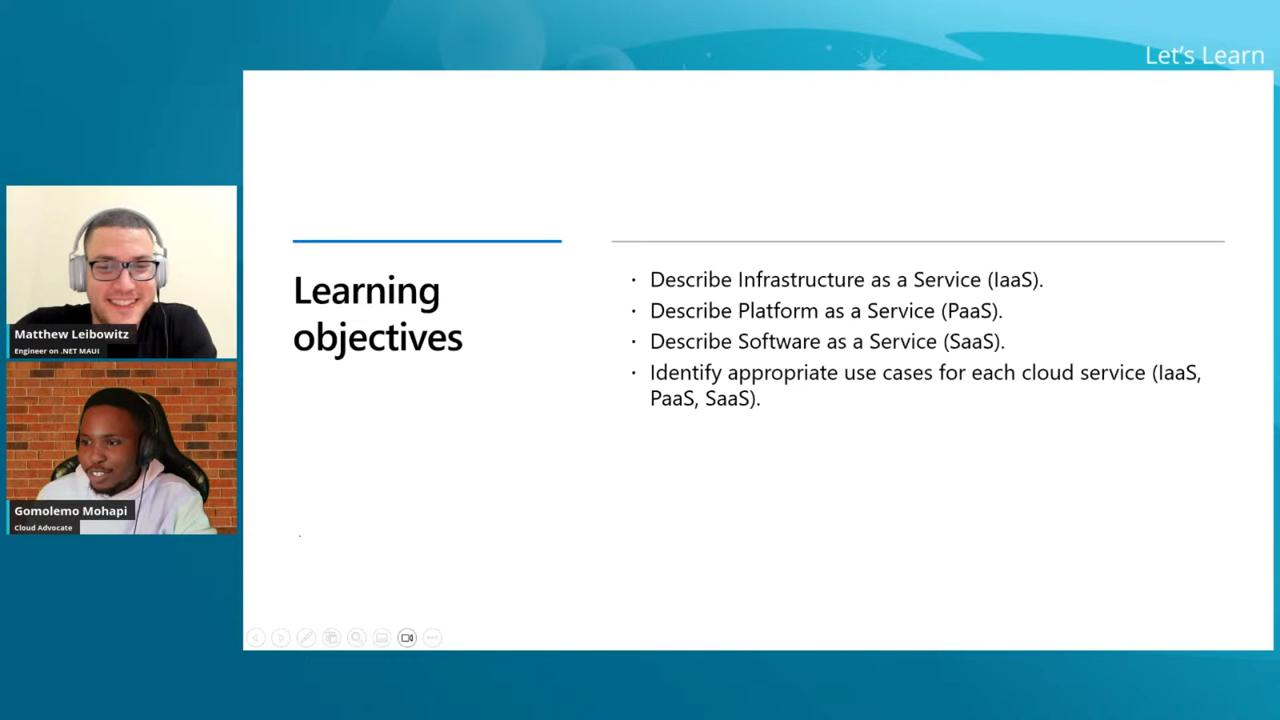 Let's Learn
Matthew Leibowitz
Engineer on .NET MAUI
Gomolemo Mohapi
Cloud Advocate
Learning
objectives
· Describe Infrastructure as a Service (IaaS).
· Describe Platform as a Service (PaaS).
· Describe Software as a Service (SaaS).
· Identify appropriate use cases for each cloud service (IaaS,
PaaS, SaaS).